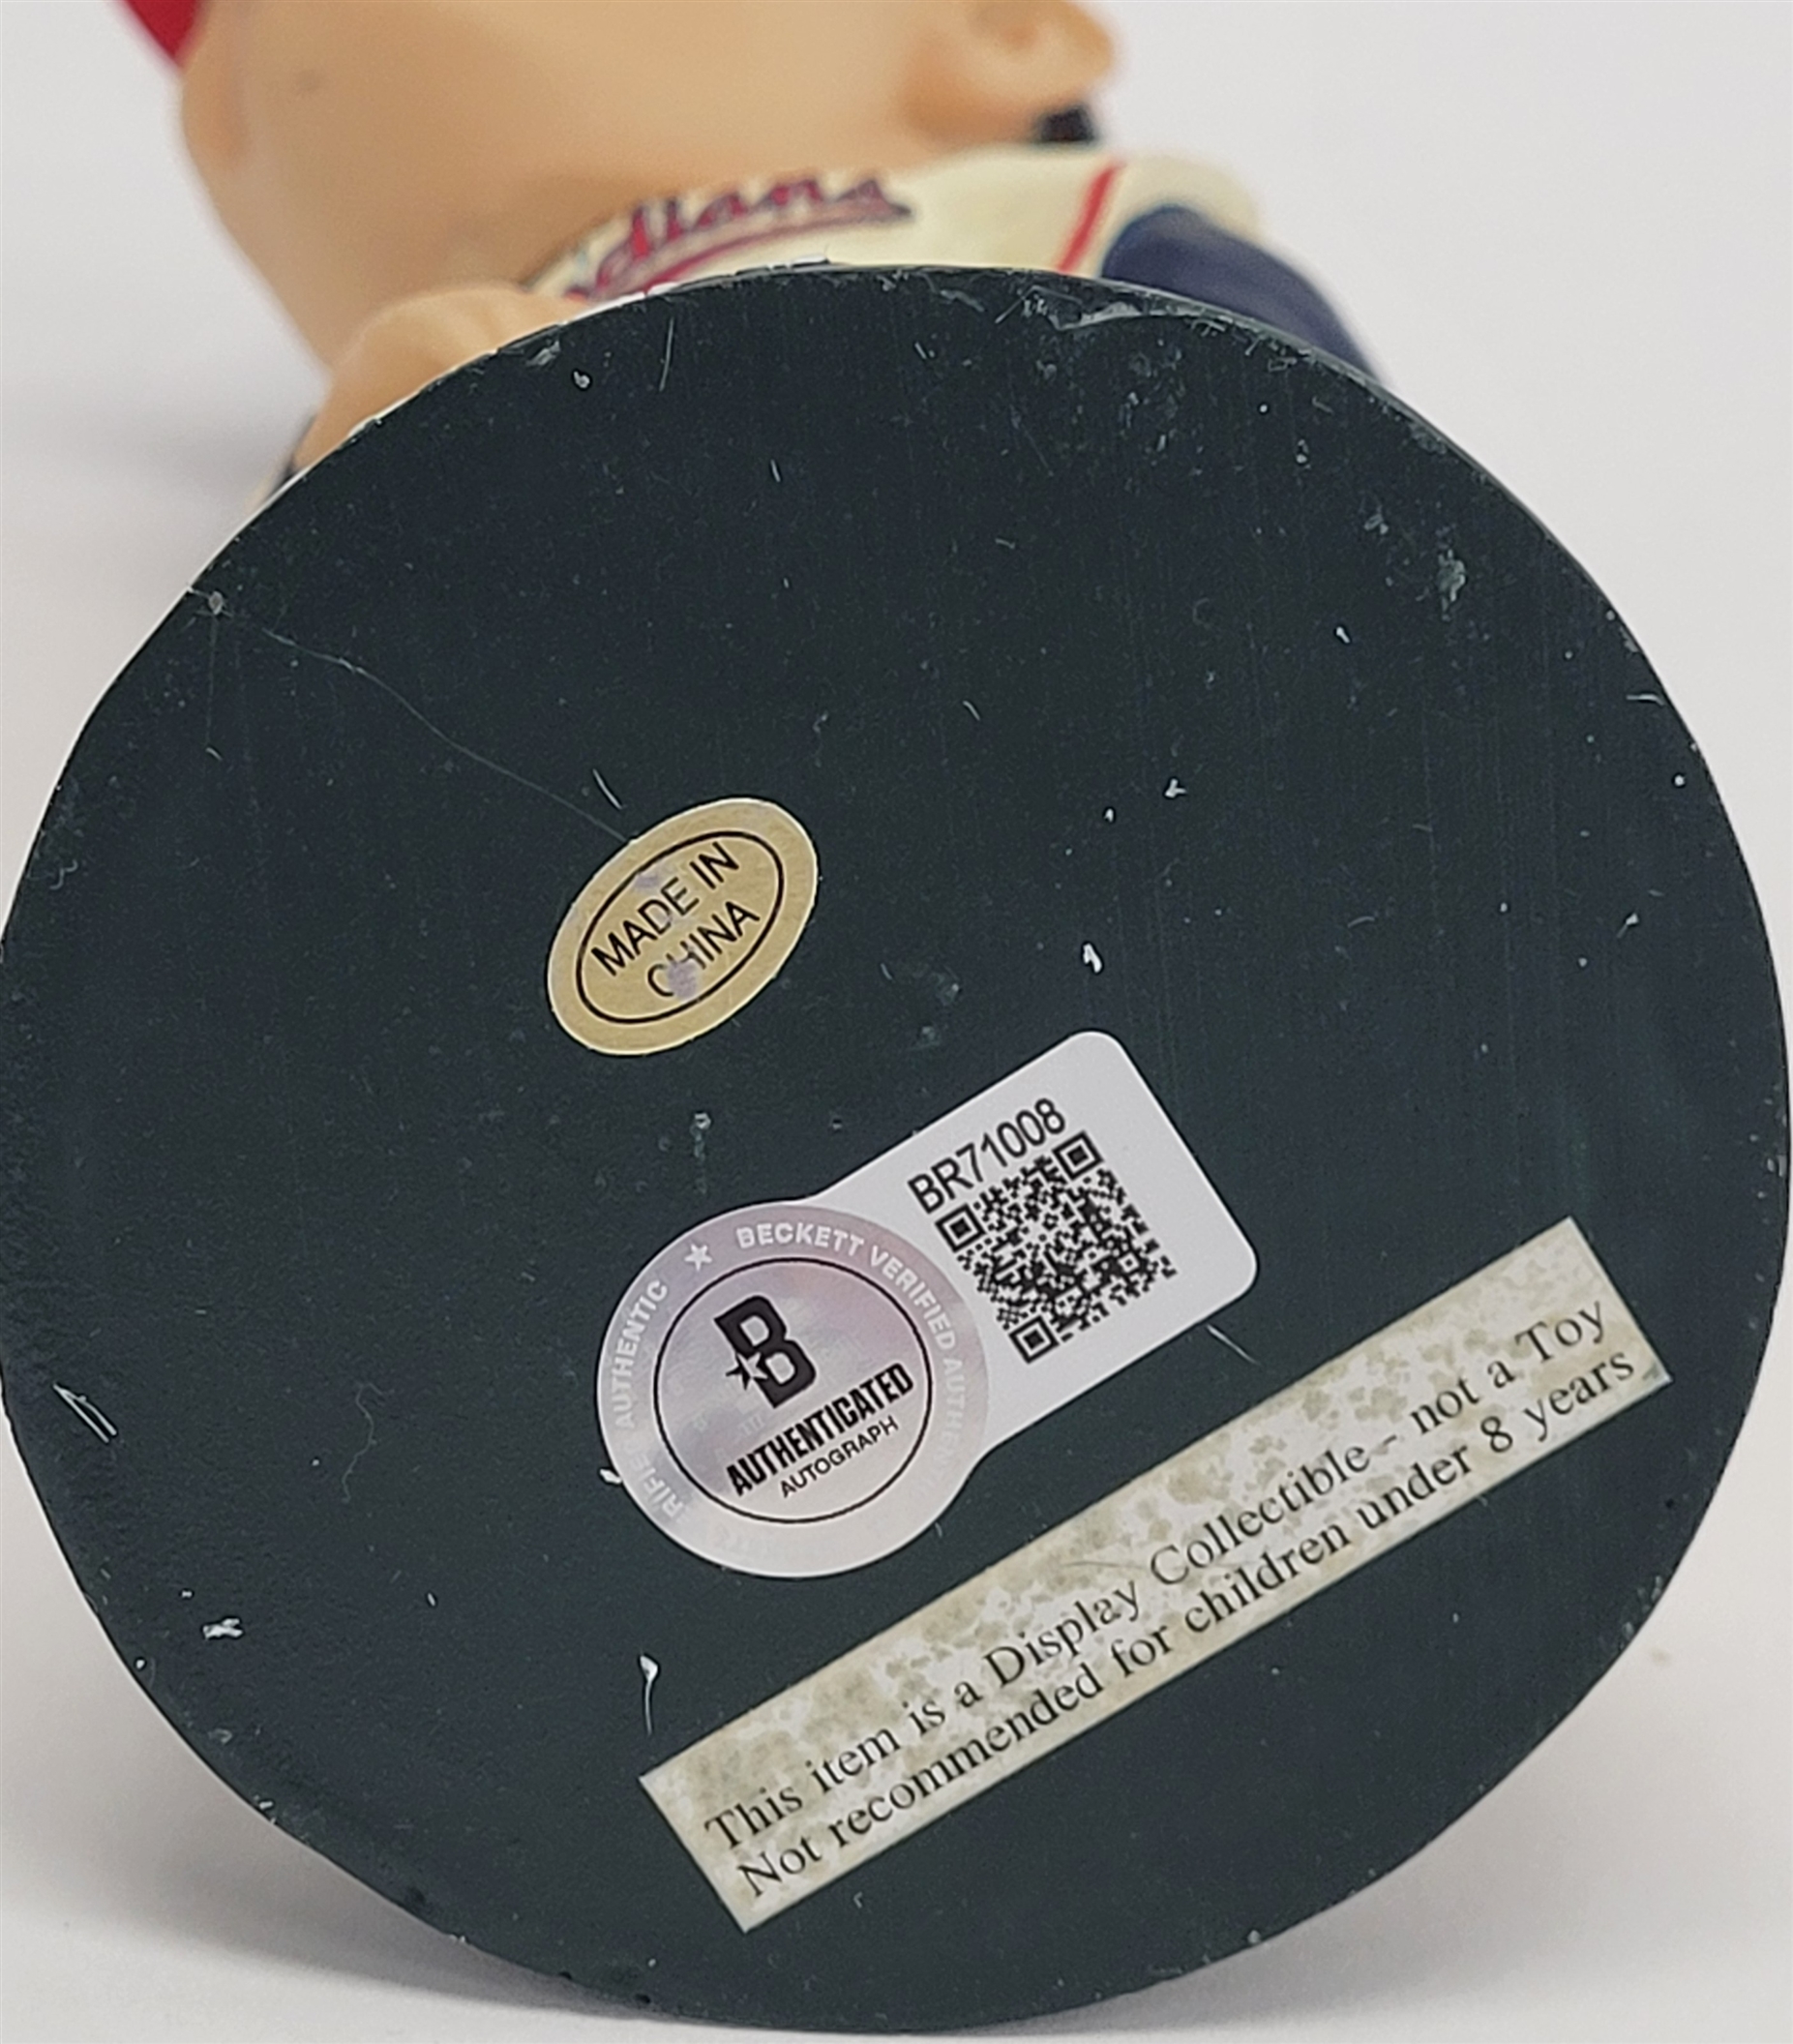 dians
MADE IN
CHINA
BR71008
BECKETT VERIFIED AUTHENTIC
B
AUTHENTICATED
AUTOGRAPH
This item is a Display Collectible - not a Toy
Not recommended for children under 8 years